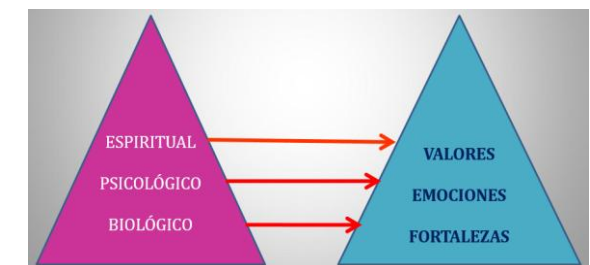 ESPIRITUAL
PSICOLÓGICO
BIOLÓGICO
VALORES
EMOCIONES
FORTALEZAS